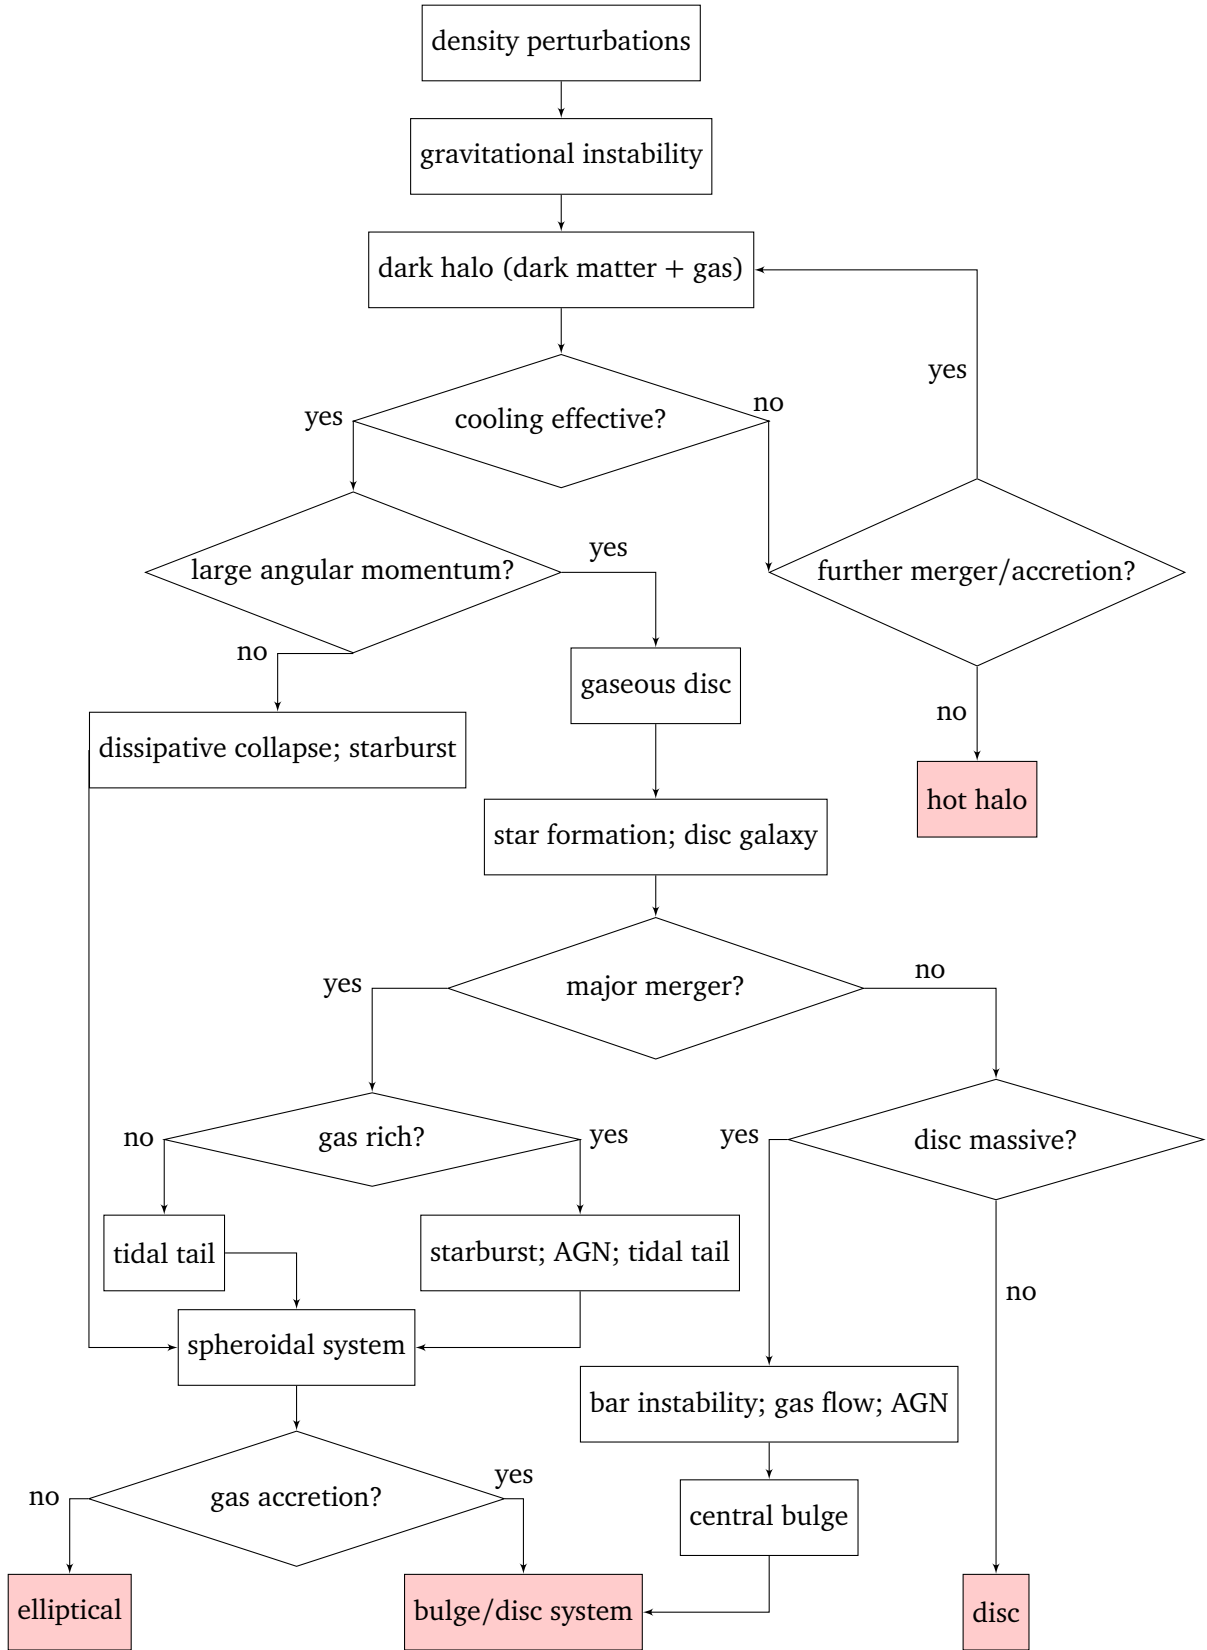 density perturbations
gravitational instability
dark halo (dark matter + gas)
yes
cooling effective?
yes
no
large angular momentum?
yes
further merger/accretion?
no
gaseous disc
no
dissipative collapse; starburst
hot halo
star formation; disc galaxy
major merger?
yes
no
gas rich?
no
yes
disc massive?
yes
tidal tail
starburst; AGN; tidal tail
no
spheroidal system
bar instability; gas flow; AGN
gas accretion?
no
yes
central bulge
elliptical
bulge/disc system
disc